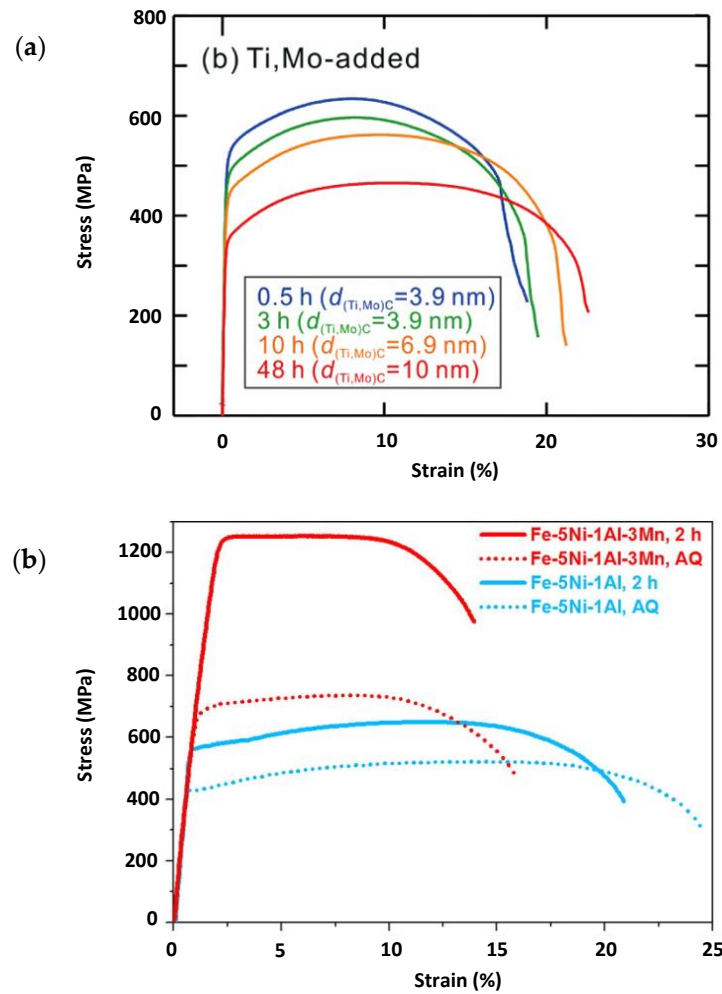 (a)
800
(b) Ti,Mo-added
600
400
200
0
Stress (MPa)
0.5 h (d(Ti,Mo)C=3.9 nm)
3 h (d(Ti,Mo)C=3.9 nm)
10 h (d(Ti,Mo)C=6.9 nm)
48 h (d(Ti,Mo)C=10 nm)
0 10 20 30
Strain (%)
(b)
1200
1000
800
600
400
200
0
Stress (MPa)
Fe-5Ni-1Al-3Mn, 2 h
Fe-5Ni-1Al-3Mn, AQ
Fe-5Ni-1Al, 2 h
Fe-5Ni-1Al, AQ
0 5 10 15 20 25
Strain (%)